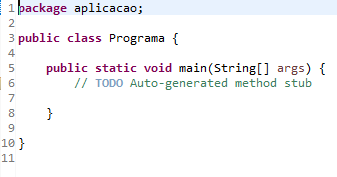 1 package aplicacao;
2
3 public class Programa {
4
5     public static void main(String[] args) {
6         // TODO Auto-generated method stub
7
8     }
9
10 }
11